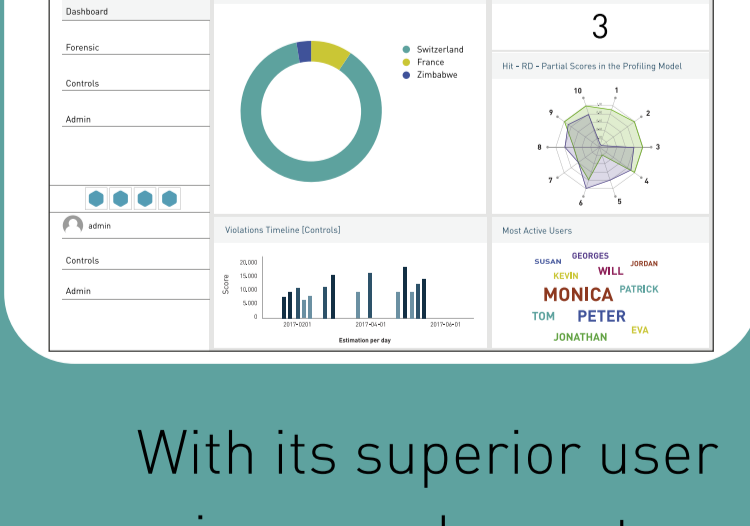 Dashboard
Forensic
Controls
Admin
admin
Controls
Admin
Switzerland
France
Zimbabwe
3
Hit - RD - Partial Scores in the Profiling Model
10 1
9 2
8 3
7 4
6 5
Violations Timeline [Controls]
Score
20,000
15,000
10,000
5,000
0
2017-0201 2017-04-01 2017-06-01
Estimation per day
Most Active Users
SUSAN GEORGES JORDAN
KEVIN WILL
MONICA PATRICK
TOM PETER
JONATHAN EVA
With its superior user